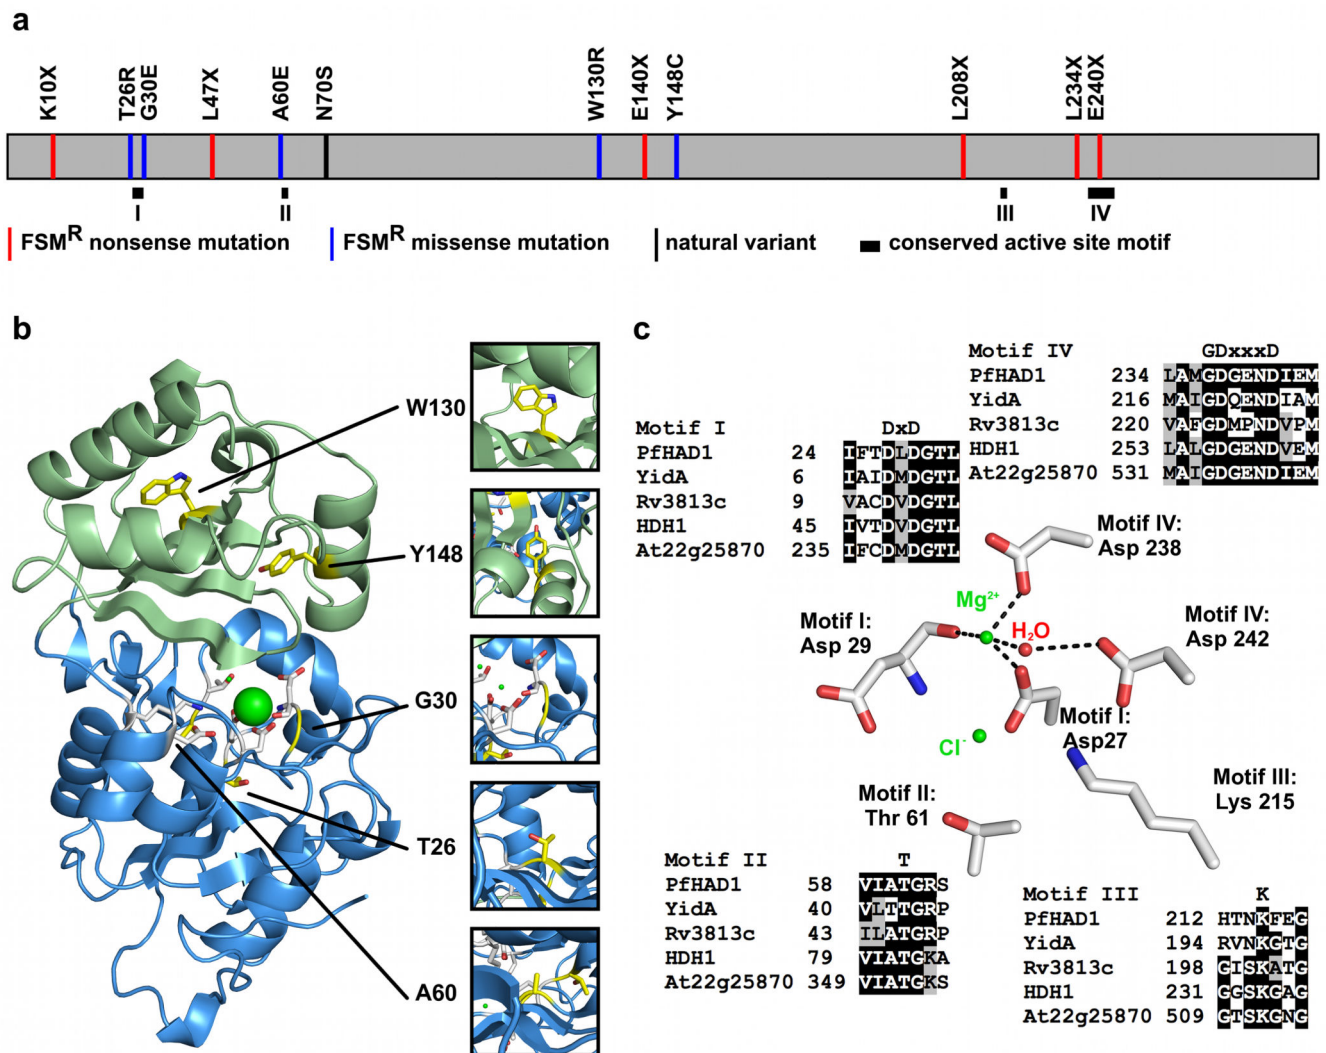 a
K10X T26R G30E L47X A60E N70S W130R E140X Y148C L208X L234X E240X
I II III IV
FSMR nonsense mutation FSMR missense mutation natural variant conserved active site motif
b
W130
Y148
G30
T26
A60
c
Motif IV GDxxxD
PfHAD1 234 LAMGDGENDIEM
YidA 216 MAIGDQENDIAM
Rv3813c 220 VAFGDMPNDVPM
HDH1 253 LALGDGENDVEM
At22g25870 531 MAIGDGENDIEM
Motif I DxD
PfHAD1 24 IFTDLDGTL
YidA 6 IAIDMDGTL
Rv3813c 9 VACDVDGTL
HDH1 45 IVTDVDGTL
At22g25870 235 IFCDMDGTL
Motif IV:
Asp 238
Mg2+
H2O
Motif I:
Asp 29
Motif IV:
Asp 242
Motif I:
Asp27
Cl-
Motif III:
Lys 215
Motif II:
Thr 61
Motif II T
PfHAD1 58 VIATGRS
YidA 40 VLTTGRP
Rv3813c 43 ILATGRP
HDH1 79 VIATGKA
At22g25870 349 VIATGKS
Motif III K
PfHAD1 212 HTNKFEG
YidA 194 RVNKGTG
Rv3813c 198 GISKATG
HDH1 231 GGSKGAG
At22g25870 509 GTSKGNG